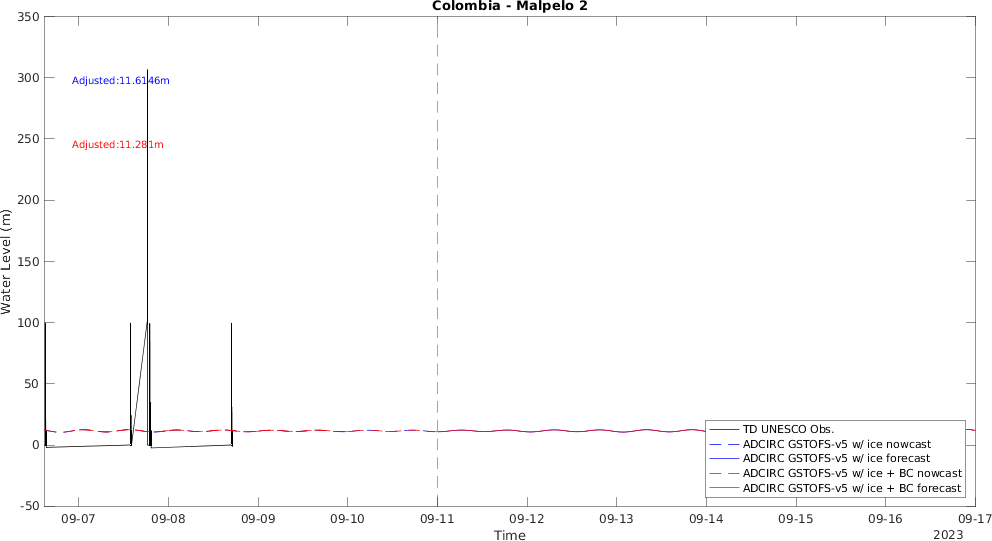 Colombia - Malpelo 2
350
300
250
200
150
100
50
0
-50
Water Level (m)
Adjusted:11.6146m
Adjusted:11.281m
TD UNESCO Obs.
ADCIRC GSTOFS-v5 w/ ice nowcast
ADCIRC GSTOFS-v5 w/ ice forecast
ADCIRC GSTOFS-v5 w/ ice + BC nowcast
ADCIRC GSTOFS-v5 w/ ice + BC forecast
09-07 09-08 09-09 09-10 09-11 09-12 09-13 09-14 09-15 09-16 09-17
Time
2023